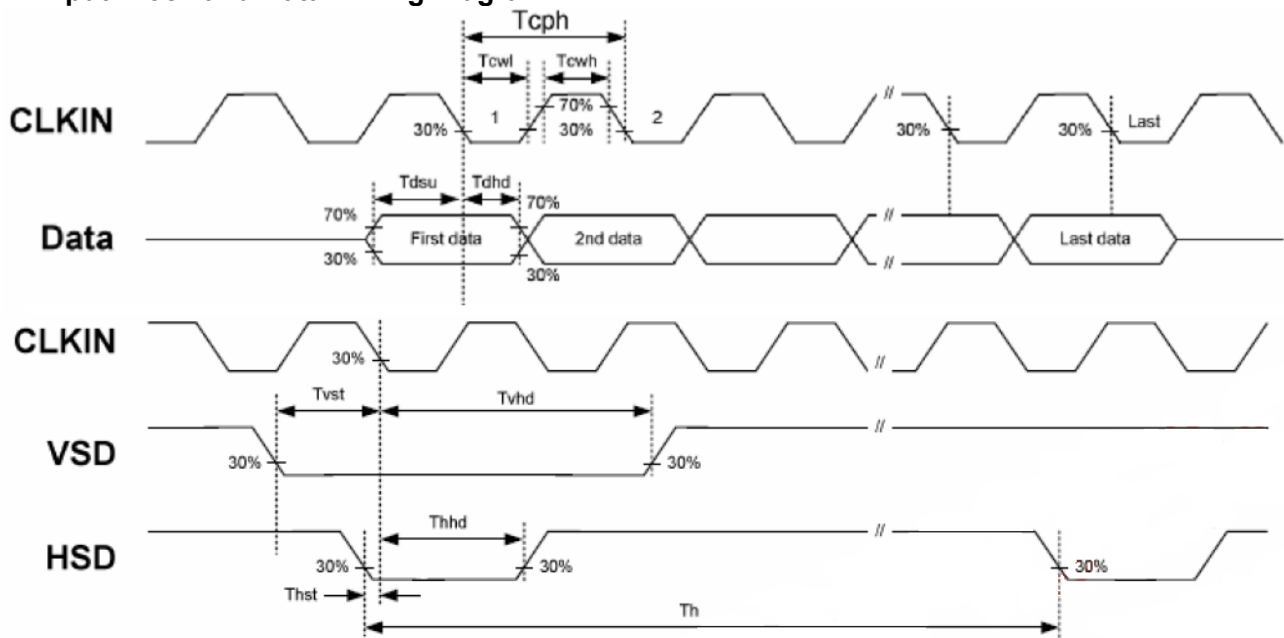 Tcph
Tcwl
Tcwh
CLKIN
30%
1
70%
30%
2
//
30%
30%
Last
Tdsu
Tdhd
Data
70%
30%
First data
70%
30%
2nd data
//
//
Last data
CLKIN
30%
//
Tvst
Tvhd
VSD
30%
30%
//
Thhd
HSD
30%
30%
//
30%
Thst
Th